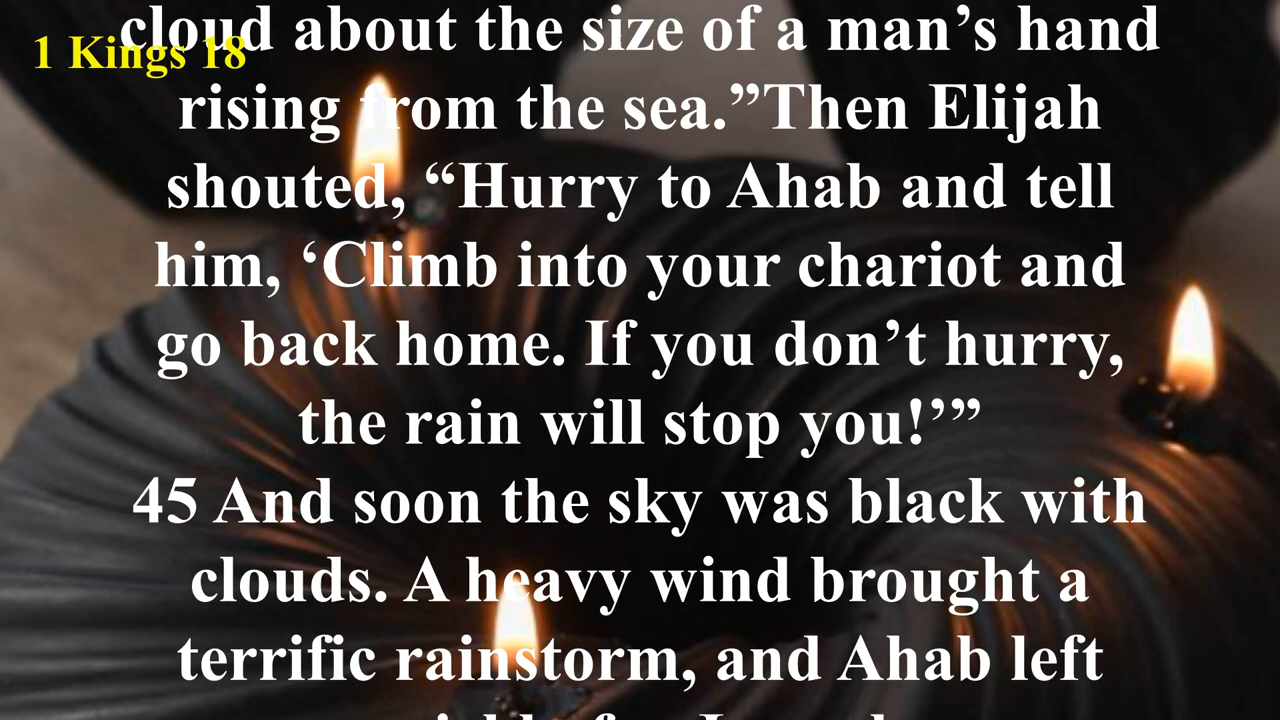 1 Kings 18
cloud about the size of a man’s hand
rising from the sea.”Then Elijah
shouted, “Hurry to Ahab and tell
him, ‘Climb into your chariot and
go back home. If you don’t hurry,
the rain will stop you!’”
45 And soon the sky was black with
clouds. A heavy wind brought a
terrific rainstorm, and Ahab left